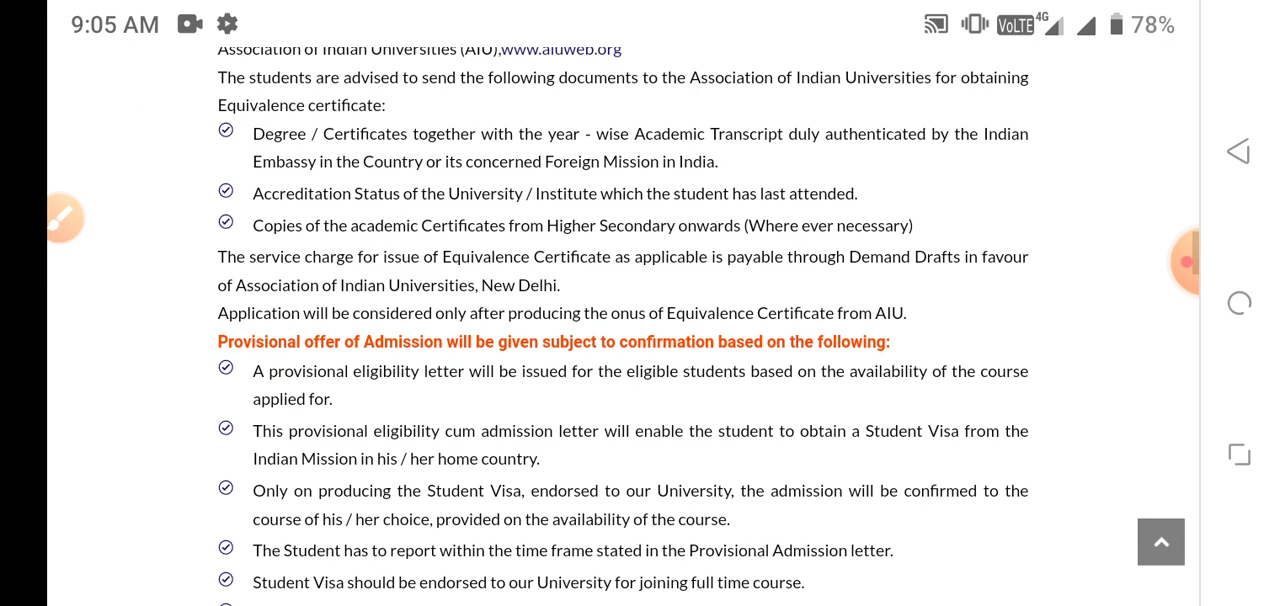 9:05 AM
VoLTE 4G 78%
Association of Indian Universities (AIU),www.aiuweb.org
The students are advised to send the following documents to the Association of Indian Universities for obtaining
Equivalence certificate:
Degree / Certificates together with the year - wise Academic Transcript duly authenticated by the Indian
Embassy in the Country or its concerned Foreign Mission in India.
Accreditation Status of the University / Institute which the student has last attended.
Copies of the academic Certificates from Higher Secondary onwards (Where ever necessary)
The service charge for issue of Equivalence Certificate as applicable is payable through Demand Drafts in favour
of Association of Indian Universities, New Delhi.
Application will be considered only after producing the onus of Equivalence Certificate from AIU.
Provisional offer of Admission will be given subject to confirmation based on the following:
A provisional eligibility letter will be issued for the eligible students based on the availability of the course
applied for.
This provisional eligibility cum admission letter will enable the student to obtain a Student Visa from the
Indian Mission in his / her home country.
Only on producing the Student Visa, endorsed to our University, the admission will be confirmed to the
course of his / her choice, provided on the availability of the course.
The Student has to report within the time frame stated in the Provisional Admission letter.
Student Visa should be endorsed to our University for joining full time course.